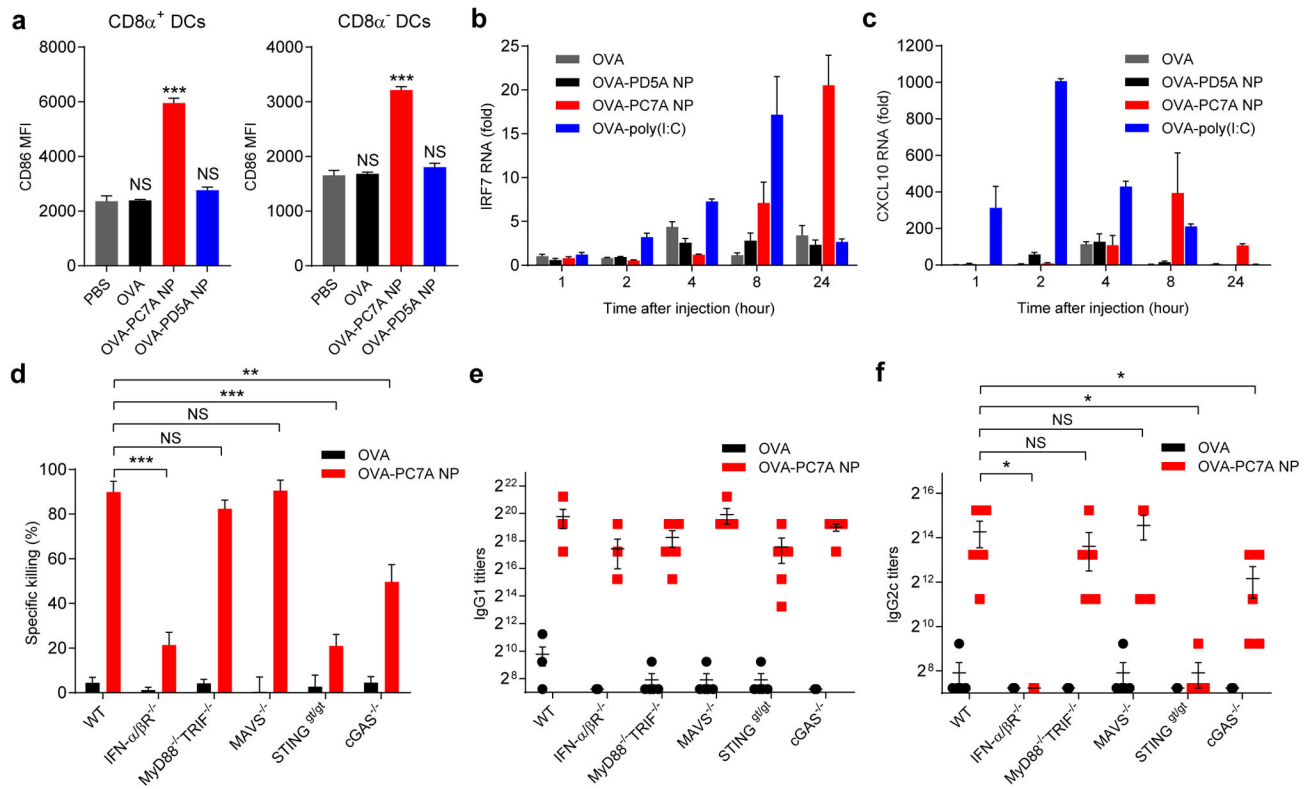 a
CD8α⁺ DCs
CD86 MFI
8000
6000
4000
2000
0
***
NS
NS
PBS
OVA
OVA-PC7A NP
OVA-PD5A NP
CD8α⁻ DCs
CD86 MFI
4000
3000
2000
1000
0
***
NS
NS
PBS
OVA
OVA-PC7A NP
OVA-PD5A NP
b
IRF7 RNA (fold)
25
20
15
10
5
0
OVA
OVA-PD5A NP
OVA-PC7A NP
OVA-poly(I:C)
1 2 4 8 24
Time after injection (hour)
c
CXCL10 RNA (fold)
1200
1000
800
600
400
200
0
OVA
OVA-PD5A NP
OVA-PC7A NP
OVA-poly(I:C)
1 2 4 8 24
Time after injection (hour)
d
**
***
NS
NS
***
OVA
OVA-PC7A NP
Specific killing (%)
100
80
60
40
20
0
WT
IFN-α/βR⁻/⁻
MyD88⁻/⁻TRIF⁻/⁻
MAVS⁻/⁻
STING gt/gt
cGAS⁻/⁻
e
OVA
OVA-PC7A NP
IgG1 titiers
2²²
2²⁰
2¹⁸
2¹⁶
2¹⁰
2⁸
WT
IFN-α/βR⁻/⁻
MyD88⁻/⁻TRIF⁻/⁻
MAVS⁻/⁻
STING gt/gt
cGAS⁻/⁻
f
*
*
NS
NS
*
OVA
OVA-PC7A NP
IgG2c titers
2¹⁶
2¹⁴
2¹²
2¹⁰
2⁸
WT
IFN-α/βR⁻/⁻
MyD88⁻/⁻TRIF⁻/⁻
MAVS⁻/⁻
STING gt/gt
cGAS⁻/⁻